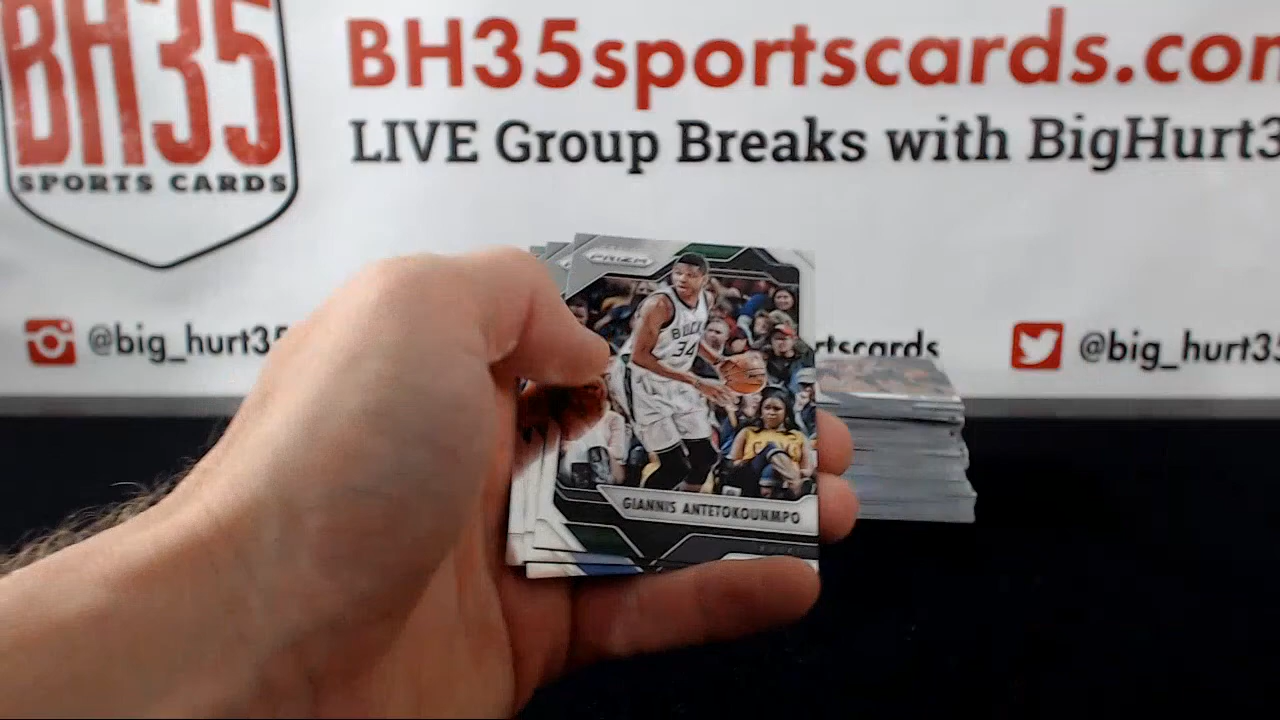 BH35
SPORTS CARDS
BH35sportscards.com
LIVE Group Breaks with BigHurt3
@big_hurt35
rtscards
@big_hurt35
PRIZM
BUCKS
34
GIANNIS ANTETOKOUNMPO